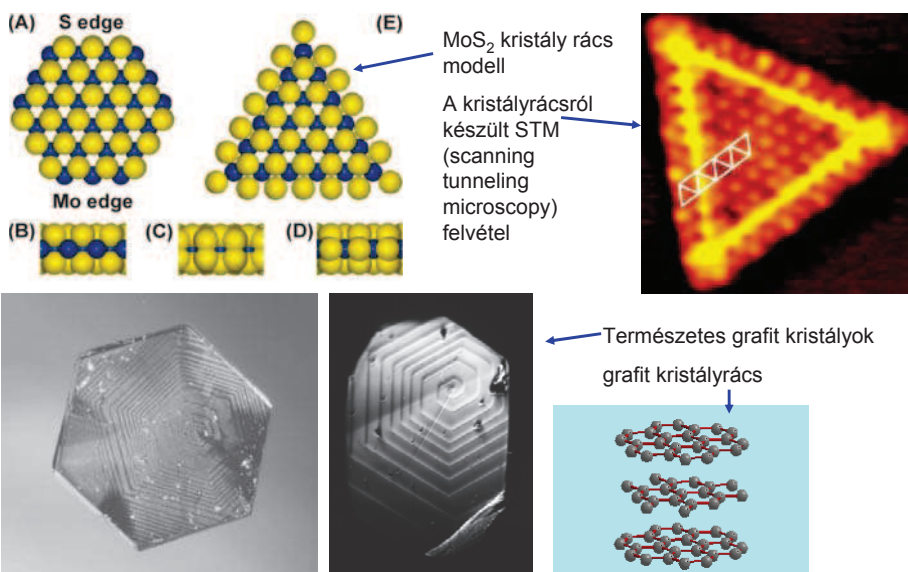 (A)
S edge
Mo edge
(B)
(C)
(D)
(E)
MoS2 kristály rács
modell
A kristályrácsról
készült STM
(scanning
tunneling
microscopy)
felvétel
Természetes grafit kristályok
grafit kristályrács